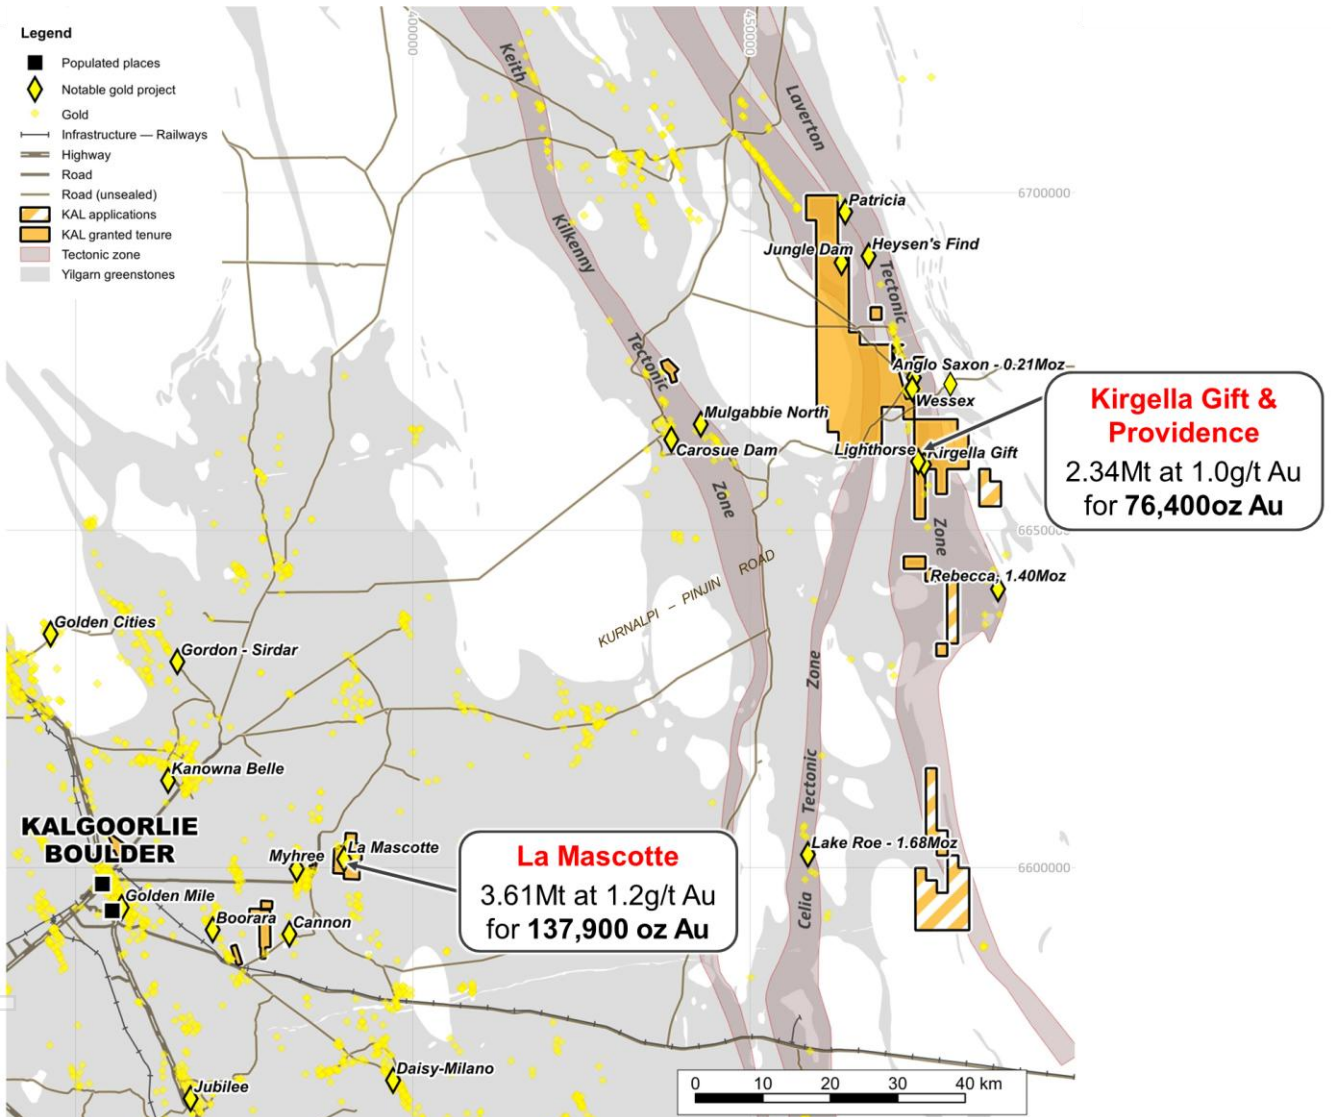 Legend
Populated places
Notable gold project
Gold
Infrastructure — Railways
Highway
Road
Road (unsealed)
KAL applications
KAL granted tenure
Tectonic zone
Yilgarn greenstones
400000
450000
Keith
Kilkenny
Tectonic
Zone
Laverton
Tectonic
Zone
6700000
Patricia
Jungle Dam
Heysen's Find
Anglo Saxon - 0.21Moz
Wessex
Mulgabbie North
Carosue Dam
Lighthorse
Kirgella Gift
Kirgella Gift &
Providence
2.34Mt at 1.0g/t Au
for 76,400oz Au
6650000
KURNALPI – PINJIN ROAD
Rebecca, 1.40Moz
Golden Cities
Gordon - Sirdar
Kanowna Belle
KALGOORLIE
BOULDER
Golden Mile
Myhree
La Mascotte
Boorara
Cannon
La Mascotte
3.61Mt at 1.2g/t Au
for 137,900 oz Au
Celia
Tectonic
Zone
Lake Roe - 1.68Moz
6600000
Jubilee
Daisy-Milano
0 10 20 30 40 km